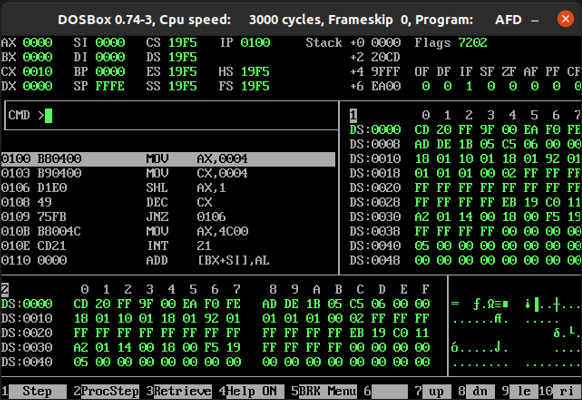 DOSBox 0.74-3, Cpu speed: 3000 cycles, Frameskip 0, Program: AFD
AX 0000 SI 0000 CS 19F5 IP 0100 Stack +0 0000 Flags 7202
BX 0000 DI 0000 DS 19F5 +2 20CD
CX 0010 BP 0000 ES 19F5 HS 19F5 +4 9FFF OF DF IF SF ZF AF PF CF
DX 0000 SP FFFE SS 19F5 FS 19F5 +6 EA00 0 0 1 0 0 0 0 0
CMD >
0100 B80400 MOV AX,0004
0103 B90400 MOV CX,0004
0106 D1E0 SHL AX,1
0108 49 DEC CX
0109 75FB JNZ 0106
010B B8004C MOV AX,4C00
010E CD21 INT 21
0110 0000 ADD [BX+SI],AL
1 0 1 2 3 4 5 6 7
DS:0000 CD 20 FF 9F 00 EA F0 FE
DS:0008 AD DE 1B 05 C5 06 00 00
DS:0010 18 01 10 01 18 01 92 01
DS:0018 01 01 01 00 02 FF FF FF
DS:0020 FF FF FF FF FF FF FF FF
DS:0028 FF FF FF FF EB 19 C0 11
DS:0030 A2 01 14 00 18 00 F5 19
DS:0038 FF FF FF FF 00 00 00 00
DS:0040 05 00 00 00 00 00 00 00
DS:0048 00 00 00 00 00 00 00 00
2 0 1 2 3 4 5 6 7 8 9 A B C D E F
DS:0000 CD 20 FF 9F 00 EA F0 FE AD DE 1B 05 C5 06 00 00
DS:0010 18 01 10 01 18 01 92 01 01 01 01 00 02 FF FF FF
DS:0020 FF FF FF FF FF FF FF FF FF FF FF FF EB 19 C0 11
DS:0030 A2 01 14 00 18 00 F5 19 FF FF FF FF 00 00 00 00
DS:0040 05 00 00 00 00 00 00 00 00 00 00 00 00 00 00 00
1 Step 2ProcStep 3Retrieve 4Help ON 5BRK Menu 6 7 up 8 dn 9 le 10 ri